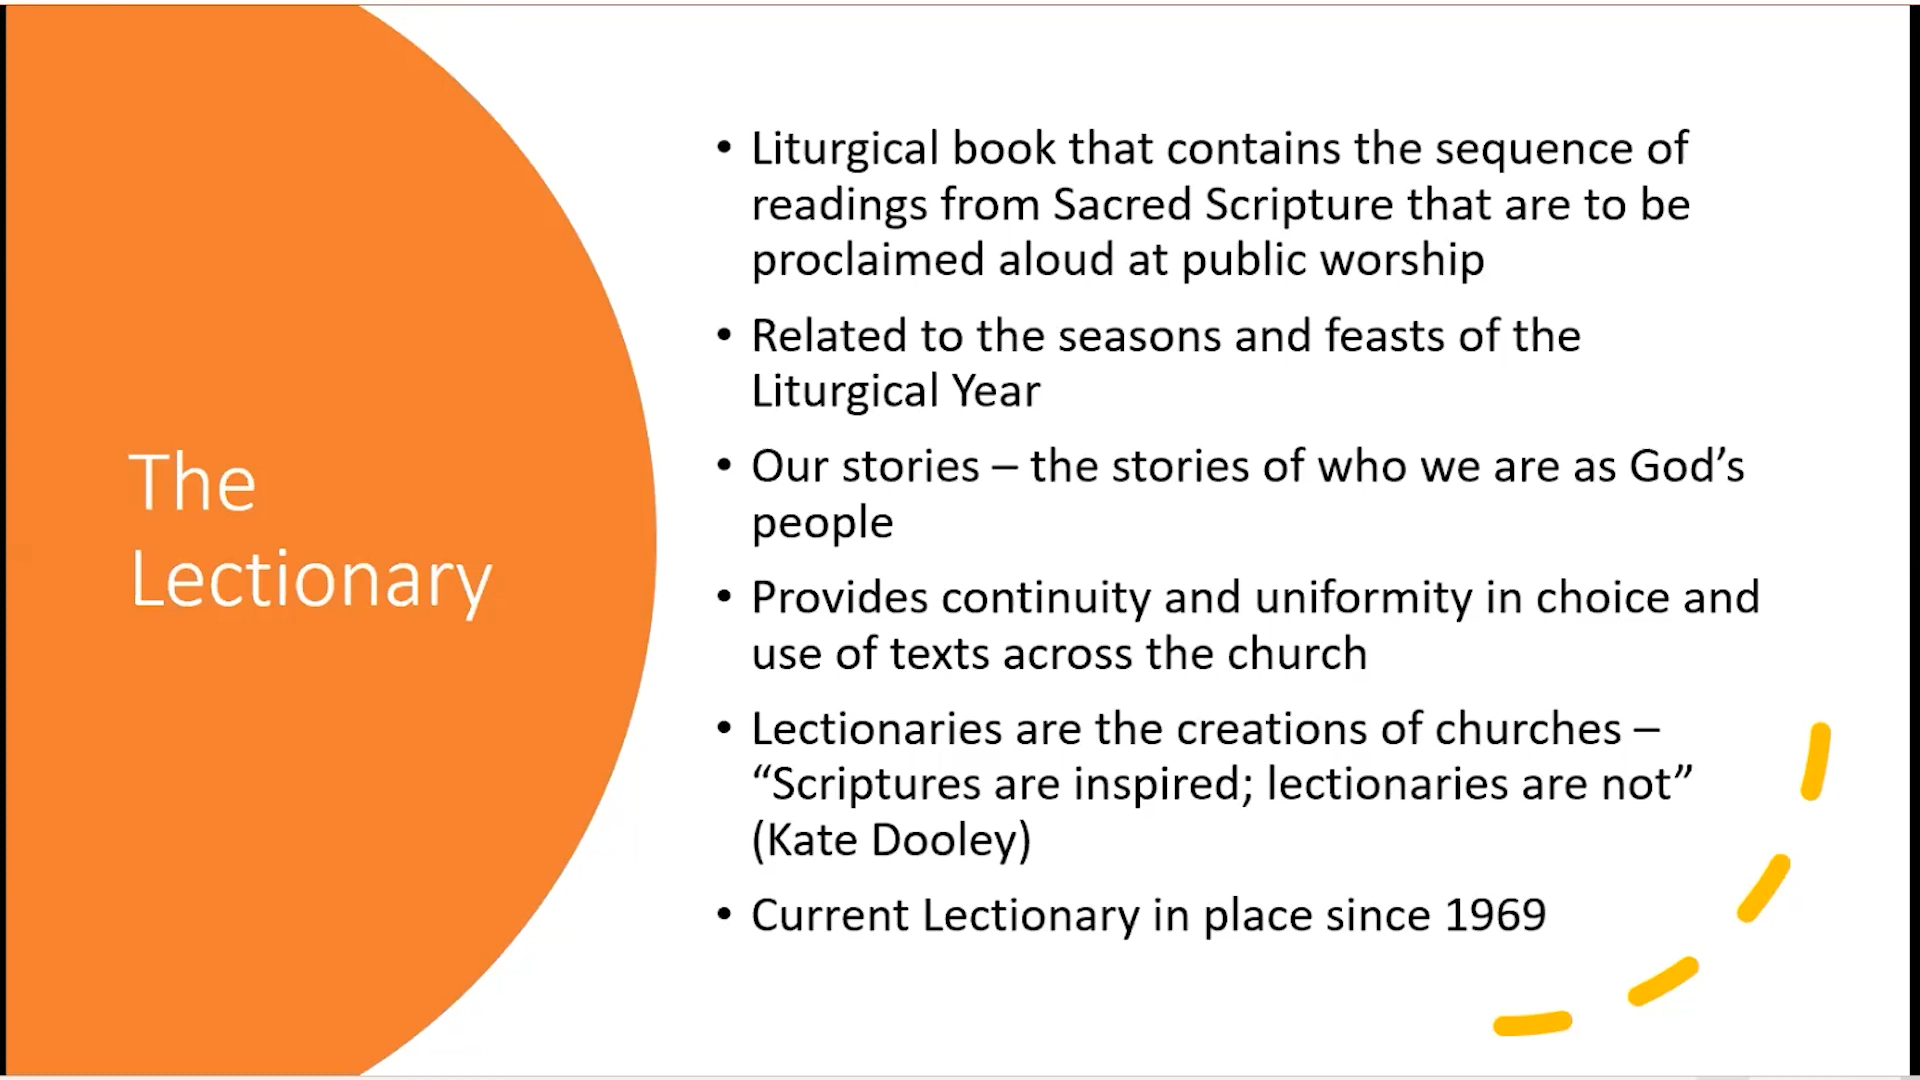 The
Lectionary
• Liturgical book that contains the sequence of
readings from Sacred Scripture that are to be
proclaimed aloud at public worship
• Related to the seasons and feasts of the
Liturgical Year
• Our stories – the stories of who we are as God’s
people
• Provides continuity and uniformity in choice and
use of texts across the church
• Lectionaries are the creations of churches –
“Scriptures are inspired; lectionaries are not”
(Kate Dooley)
• Current Lectionary in place since 1969